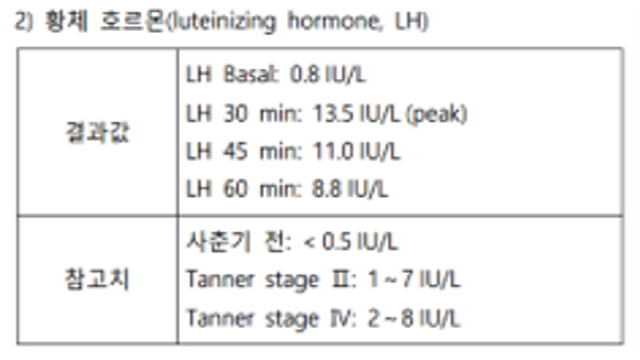 2) 황체 호르몬(luteinizing hormone, LH)
결과값
LH Basal: 0.8 IU/L
LH 30 min: 13.5 IU/L (peak)
LH 45 min: 11.0 IU/L
LH 60 min: 8.8 IU/L
참고치
사춘기 전: < 0.5 IU/L
Tanner stage Ⅱ: 1 ~ 7 IU/L
Tanner stage Ⅳ: 2 ~ 8 IU/L